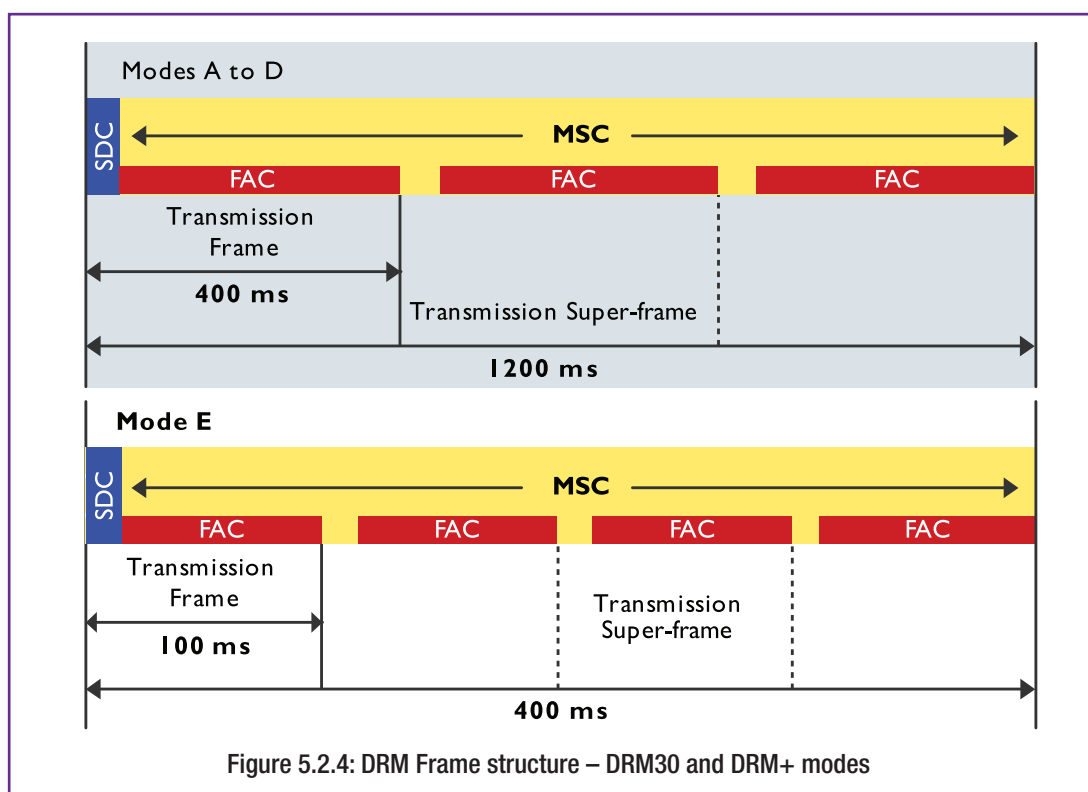 Modes A to D
SDC
MSC
FAC FAC FAC
Transmission
Frame
400 ms
Transmission Super-frame
1200 ms
Mode E
SDC
MSC
FAC FAC FAC FAC
Transmission
Frame
100 ms
Transmission
Super-frame
400 ms
Figure 5.2.4: DRM Frame structure – DRM30 and DRM+ modes